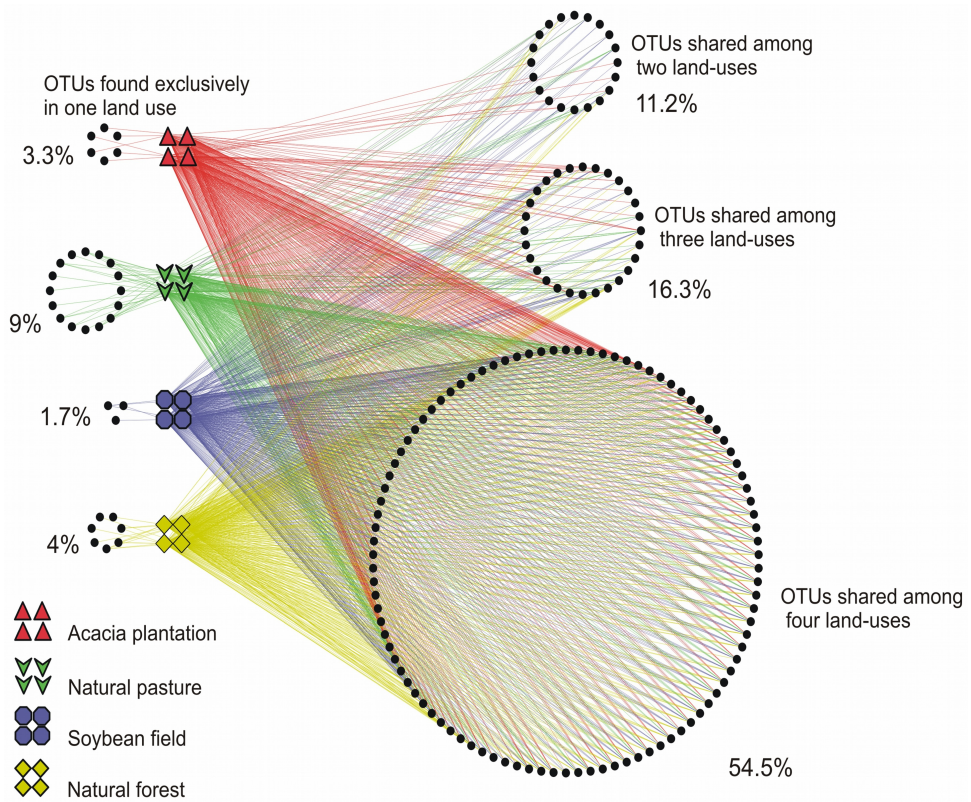 OTUs shared among
two land-uses
11.2%
OTUs found exclusively
in one land use
3.3%
OTUs shared among
three land-uses
16.3%
9%
1.7%
4%
OTUs shared among
four land-uses
54.5%
Acacia plantation
Natural pasture
Soybean field
Natural forest